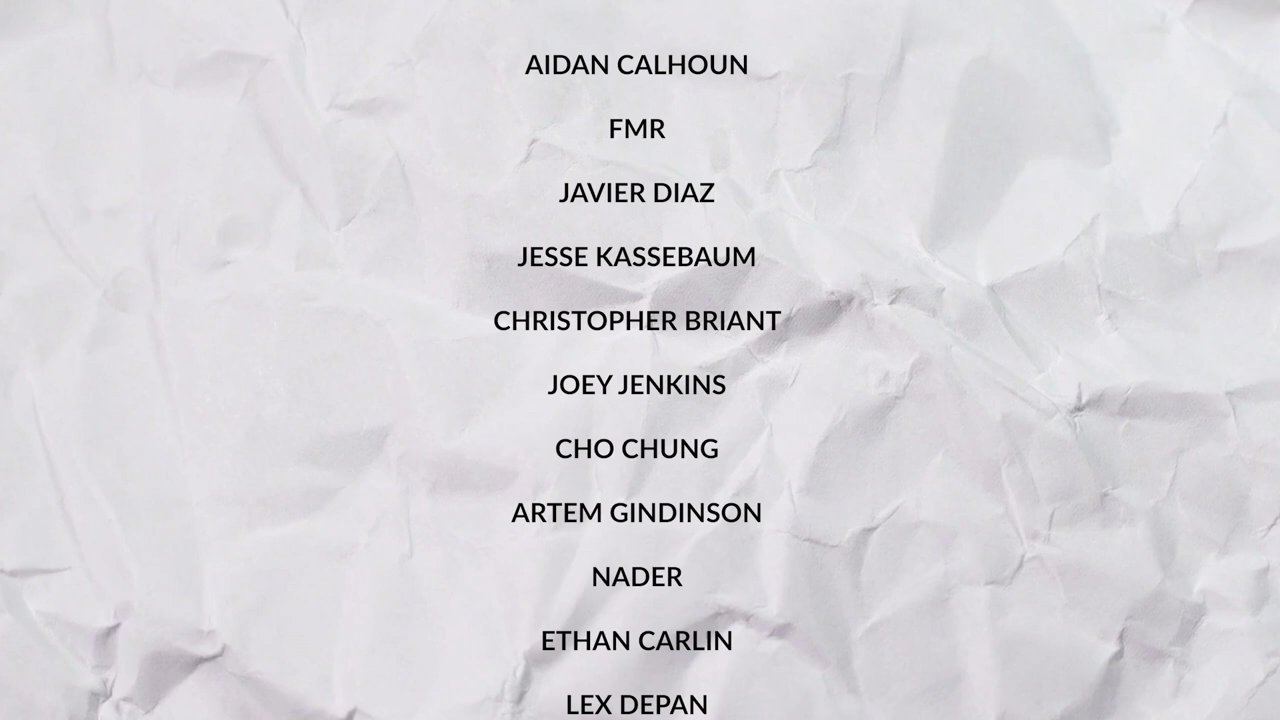 AIDAN CALHOUN
FMR
JAVIER DIAZ
JESSE KASSEBAUM
CHRISTOPHER BRIANT
JOEY JENKINS
CHO CHUNG
ARTEM GINDINSON
NADER
ETHAN CARLIN
LEX DEPAN